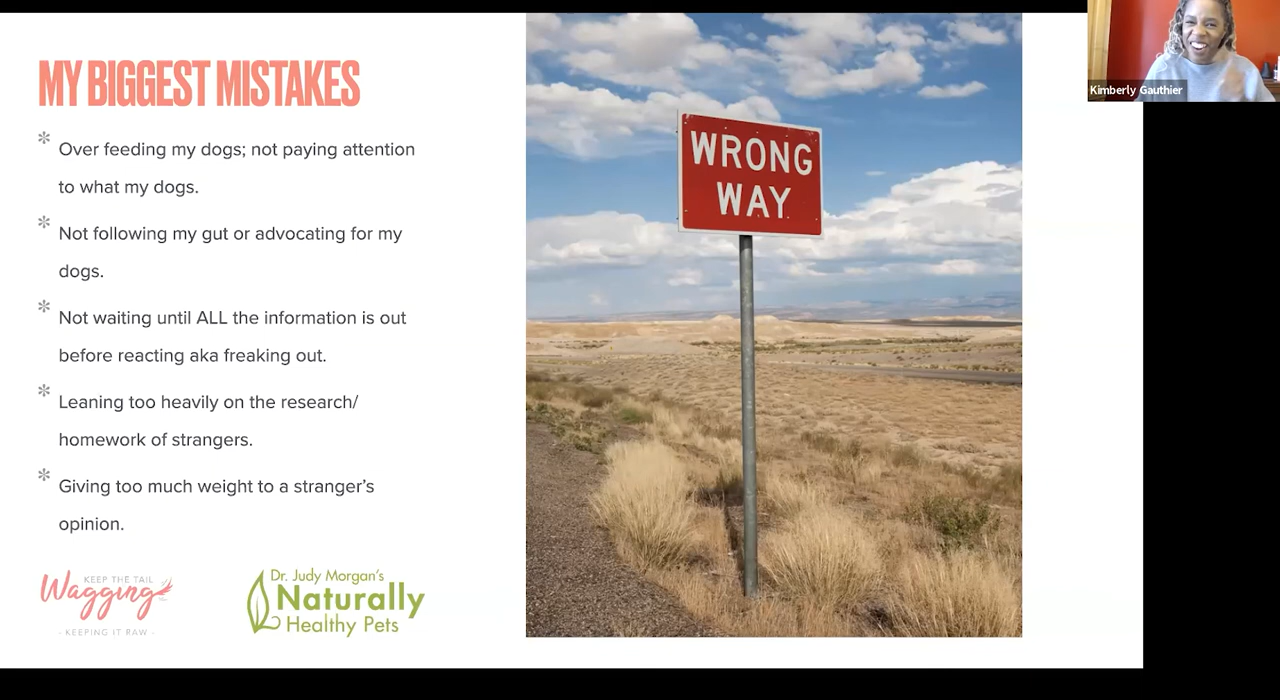 MY BIGGEST MISTAKES
* Over feeding my dogs; not paying attention
to what my dogs.
* Not following my gut or advocating for my
dogs.
* Not waiting until ALL the information is out
before reacting aka freaking out.
* Leaning too heavily on the research/
homework of strangers.
* Giving too much weight to a stranger's
opinion.
KEEP THE TAIL
Wagging
- KEEPING IT RAW -
Dr. Judy Morgan's
Naturally
Healthy Pets
WRONG
WAY
Kimberly Gauthier